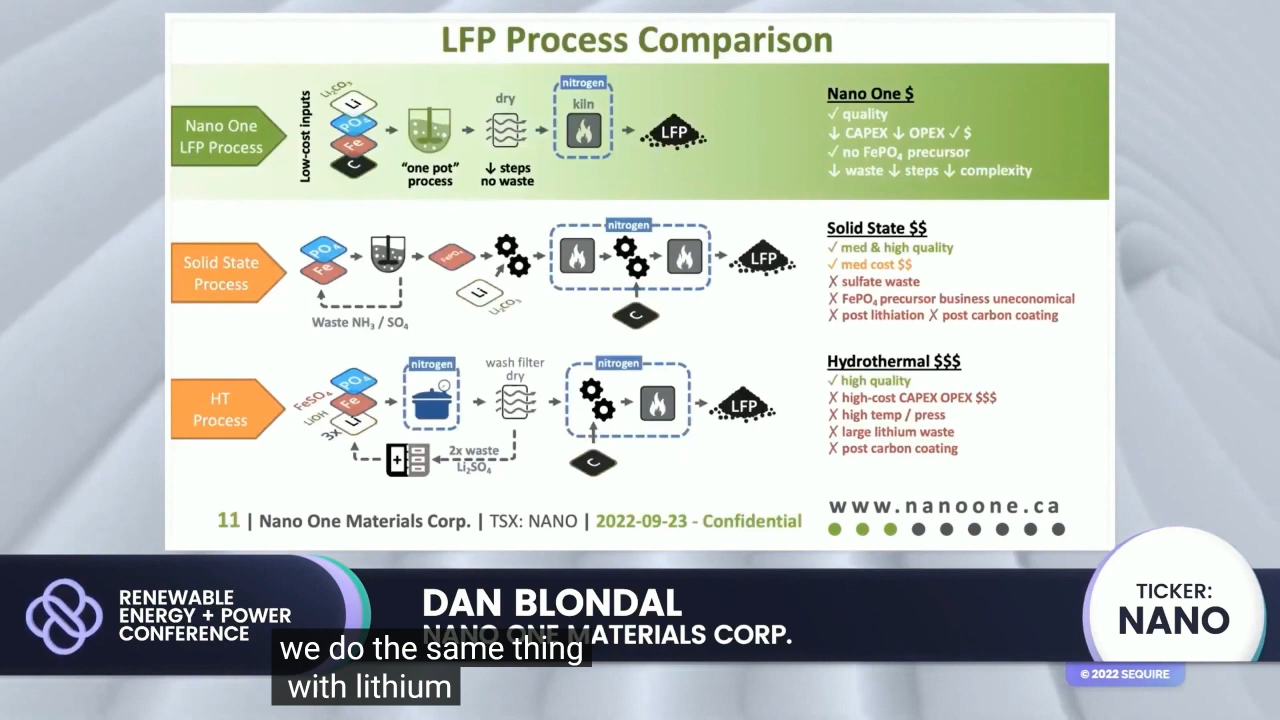 LFP Process Comparison
Nano One
LFP Process
Low-cost inputs
Li₂CO₃
Li
PO₄
Fe
C
"one pot"
process
dry
↓ steps
no waste
nitrogen
kiln
LFP
Nano One $
✓ quality
↓ CAPEX ↓ OPEX ✓ $
✓ no FePO₄ precursor
↓ waste ↓ steps ↓ complexity
Solid State
Process
PO₄
Fe
Waste NH₃ / SO₄
FePO₄
Li
Li₂CO₃
nitrogen
C
LFP
Solid State $$
✓ med & high quality
✓ med cost $$
✗ sulfate waste
✗ FePO₄ precursor business uneconomical
✗ post lithiation ✗ post carbon coating
HT
Process
FeSO₄
LiOH
3x
PO₄
Fe
Li
nitrogen
wash filter
dry
2x waste
Li₂SO₄
nitrogen
C
LFP
Hydrothermal $$$
✓ high quality
✗ high-cost CAPEX OPEX $$$
✗ high temp / press
✗ large lithium waste
✗ post carbon coating
11 | Nano One Materials Corp. | TSX: NANO | 2022-09-23 - Confidential
www.nanoone.ca
RENEWABLE
ENERGY + POWER
CONFERENCE
DAN BLONDAL
NANO ONE MATERIALS CORP.
TICKER:
NANO
© 2022 SEQUIRE
we do the same thing
with lithium